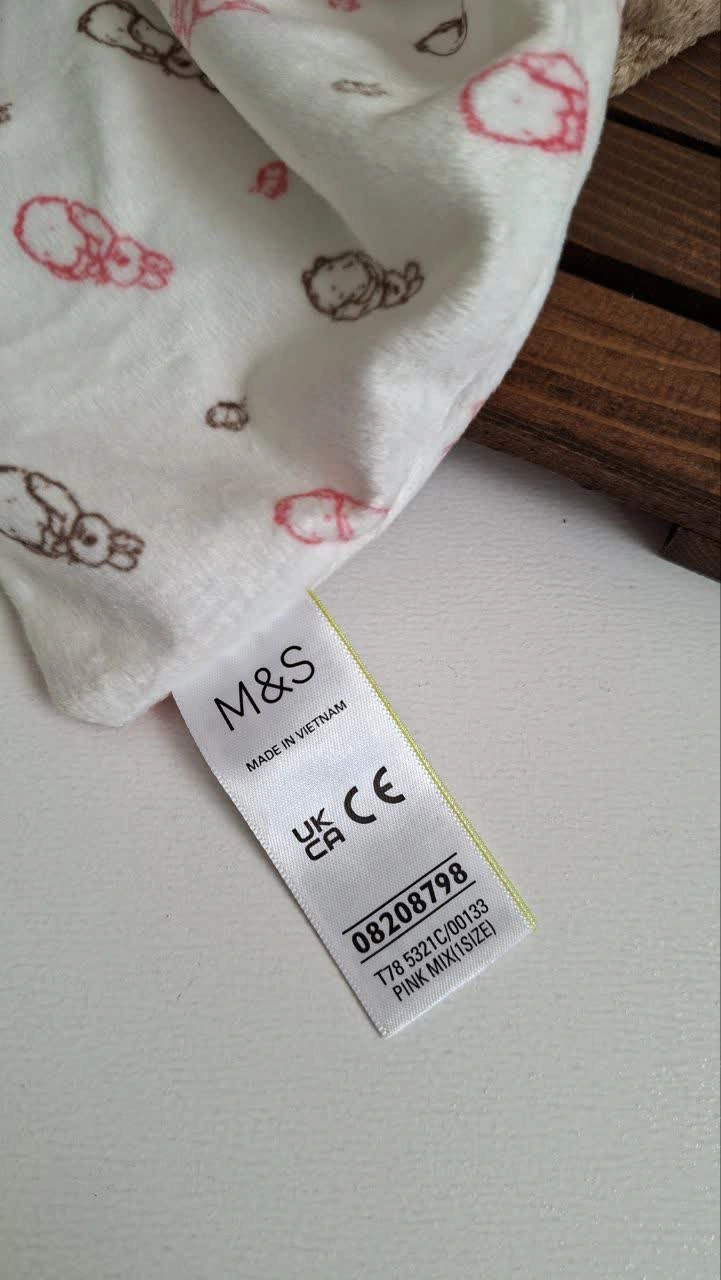 M&S
MADE IN VIETNAM
UK
CA
CE
08208798
T78 5321C/00133
PINK MIX(1SIZE)